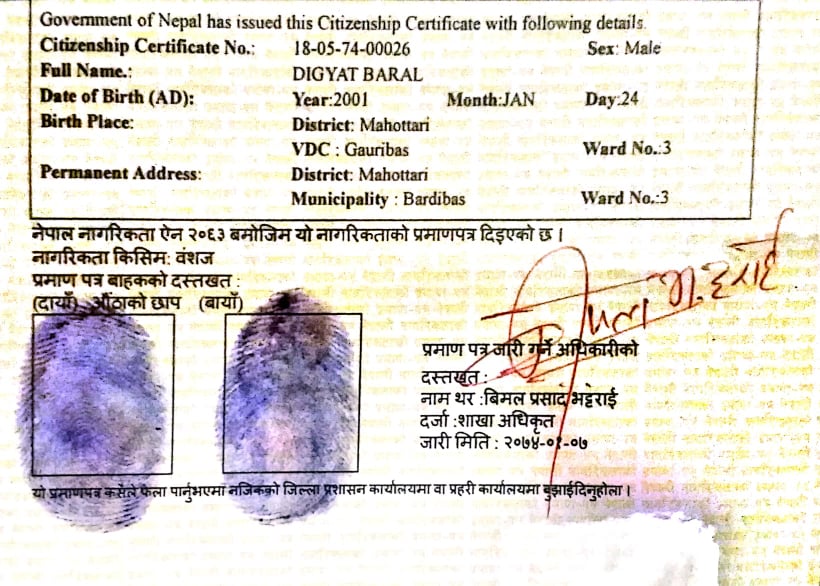 Government of Nepal has issued this Citizenship Certificate with following details.
Citizenship Certificate No.: 18-05-74-00026 Sex: Male
Full Name.: DIGYAT BARAL
Date of Birth (AD): Year:2001 Month:JAN Day:24
Birth Place: District: Mahottari
VDC : Gauribas Ward No.:3
Permanent Address: District: Mahottari
Municipality : Bardibas Ward No.:3
नेपाल नागरिकता ऐन २०६३ बमोजिम यो नागरिकताको प्रमाणपत्र दिइएको छ ।
नागरिकता किसिम: वंशज
प्रमाण पत्र बाहकको दस्तखत :
(दायाँ) औंठाको छाप (बायाँ)
प्रमाण पत्र जारी गर्ने अधिकारीको
दस्तखत :
नाम थर :बिमल प्रसाद भट्टराई
दर्जा :शाखा अधिकृत
जारी मिति : २०७४-०१-०७
यो प्रमाणपत्र कसैले फेला पार्नुभएमा नजिकको जिल्ला प्रशासन कार्यालयमा वा प्रहरी कार्यालयमा बुझाईदिनुहोला ।